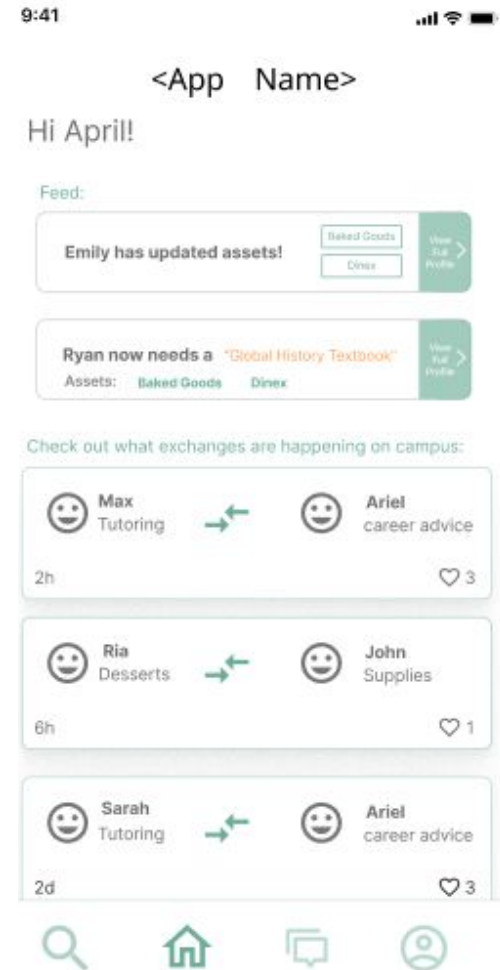 9:41
<App Name>
Hi April!
Feed:
Emily has updated assets!
Baked Goods
Dinex
View
Full
Profile
Ryan now needs a "Global History Textbook"
Assets: Baked Goods Dinex
View
Full
Profile
Check out what exchanges are happening on campus:
Max
Tutoring
Ariel
career advice
2h
3
Ria
Desserts
John
Supplies
6h
1
Sarah
Tutoring
Ariel
career advice
2d
3